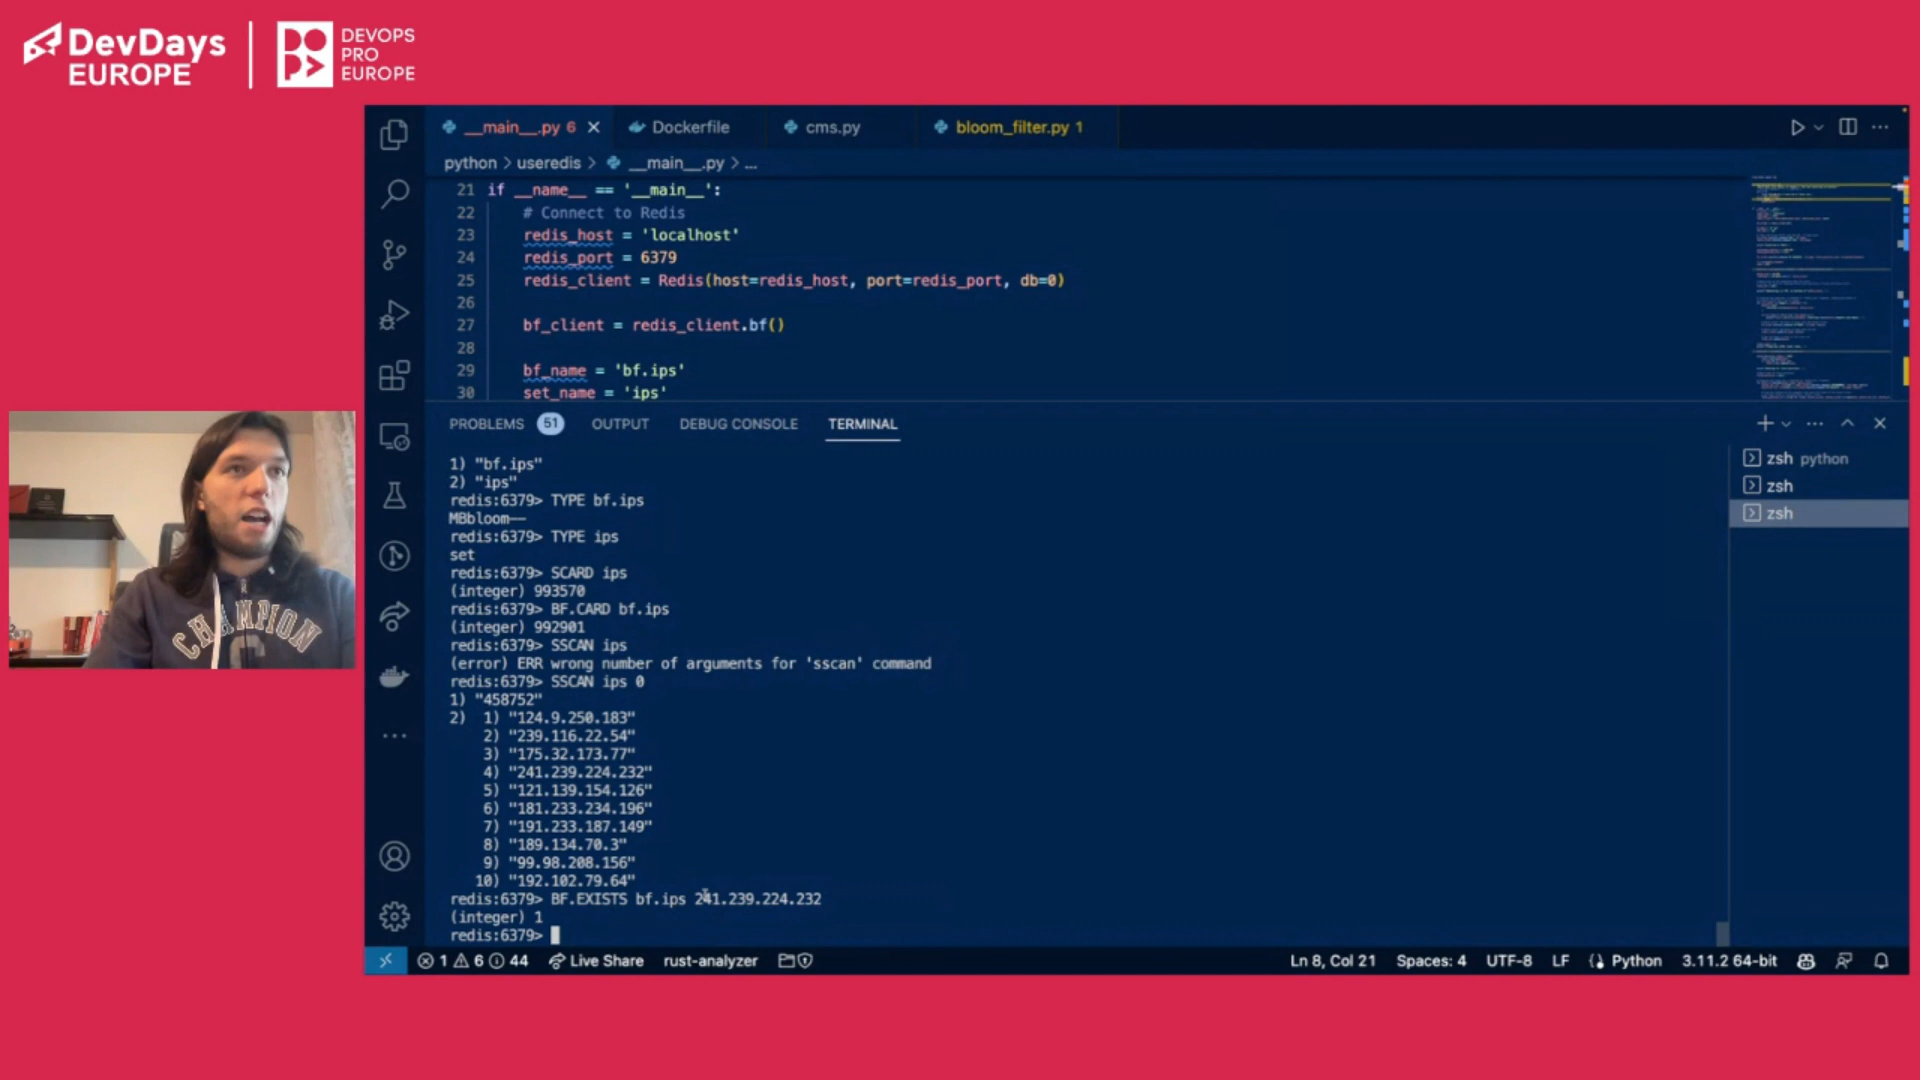 DevDays
EUROPE
DEVOPS
PRO
EUROPE
__main__.py 6
Dockerfile
cms.py
bloom_filter.py 1
python > useredis > __main__.py > ...
21 if __name__ == '__main__':
22 # Connect to Redis
23 redis_host = 'localhost'
24 redis_port = 6379
25 redis_client = Redis(host=redis_host, port=redis_port, db=0)
26
27 bf_client = redis_client.bf()
28
29 bf_name = 'bf.ips'
30 set_name = 'ips'
PROBLEMS 51 OUTPUT DEBUG CONSOLE TERMINAL
1) "bf.ips"
2) "ips"
redis:6379> TYPE bf.ips
MBbloom--
redis:6379> TYPE ips
set
redis:6379> SCARD ips
(integer) 993570
redis:6379> BF.CARD bf.ips
(integer) 992901
redis:6379> SSCAN ips
(error) ERR wrong number of arguments for 'sscan' command
redis:6379> SSCAN ips 0
1) "458752"
2) 1) "124.9.250.183"
2) "239.116.22.54"
3) "175.32.173.77"
4) "241.239.224.232"
5) "121.139.154.126"
6) "181.233.234.196"
7) "191.233.187.149"
8) "189.134.70.3"
9) "99.98.208.156"
10) "192.102.79.64"
redis:6379> BF.EXISTS bf.ips 241.239.224.232
(integer) 1
redis:6379>
zsh python
zsh
zsh
CHAMPION
1 6 44 Live Share rust-analyzer
Ln 8, Col 21 Spaces: 4 UTF-8 LF Python 3.11.2 64-bit